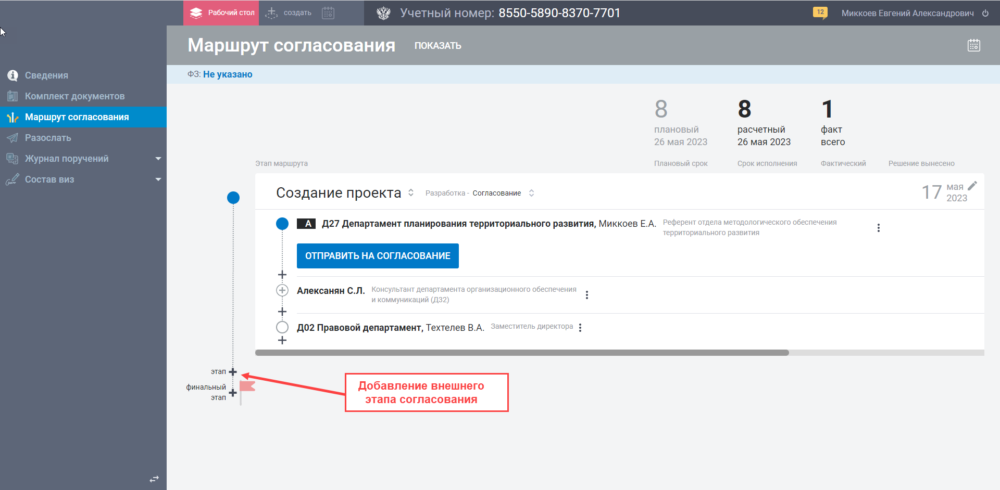 Рабочий стол
создать
Учетный номер: 8550-5890-8370-7701
12
Миккоев Евгений Александрович
Маршрут согласования
ПОКАЗАТЬ
ФЗ: Не указано
Сведения
Комплект документов
Маршрут согласования
Разослать
Журнал поручений
Состав виз
8
плановый
26 мая 2023
8
расчетный
26 мая 2023
1
факт
всего
Этап маршрута
Плановый срок
Срок исполнения
Фактический
Решение вынесено
Создание проекта
Разработка - Согласование
17 мая
2023
А Д27 Департамент планирования территориального развития, Миккоев Е.А.
Референт отдела методологического обеспечения
территориального развития
ОТПРАВИТЬ НА СОГЛАСОВАНИЕ
Алексанян С.Л.
Консультант департамента организационного обеспечения
и коммуникаций (Д32)
Д02 Правовой департамент, Техтелев В.А.
Заместитель директора
этап
финальный
этап
Добавление внешнего
этапа согласования